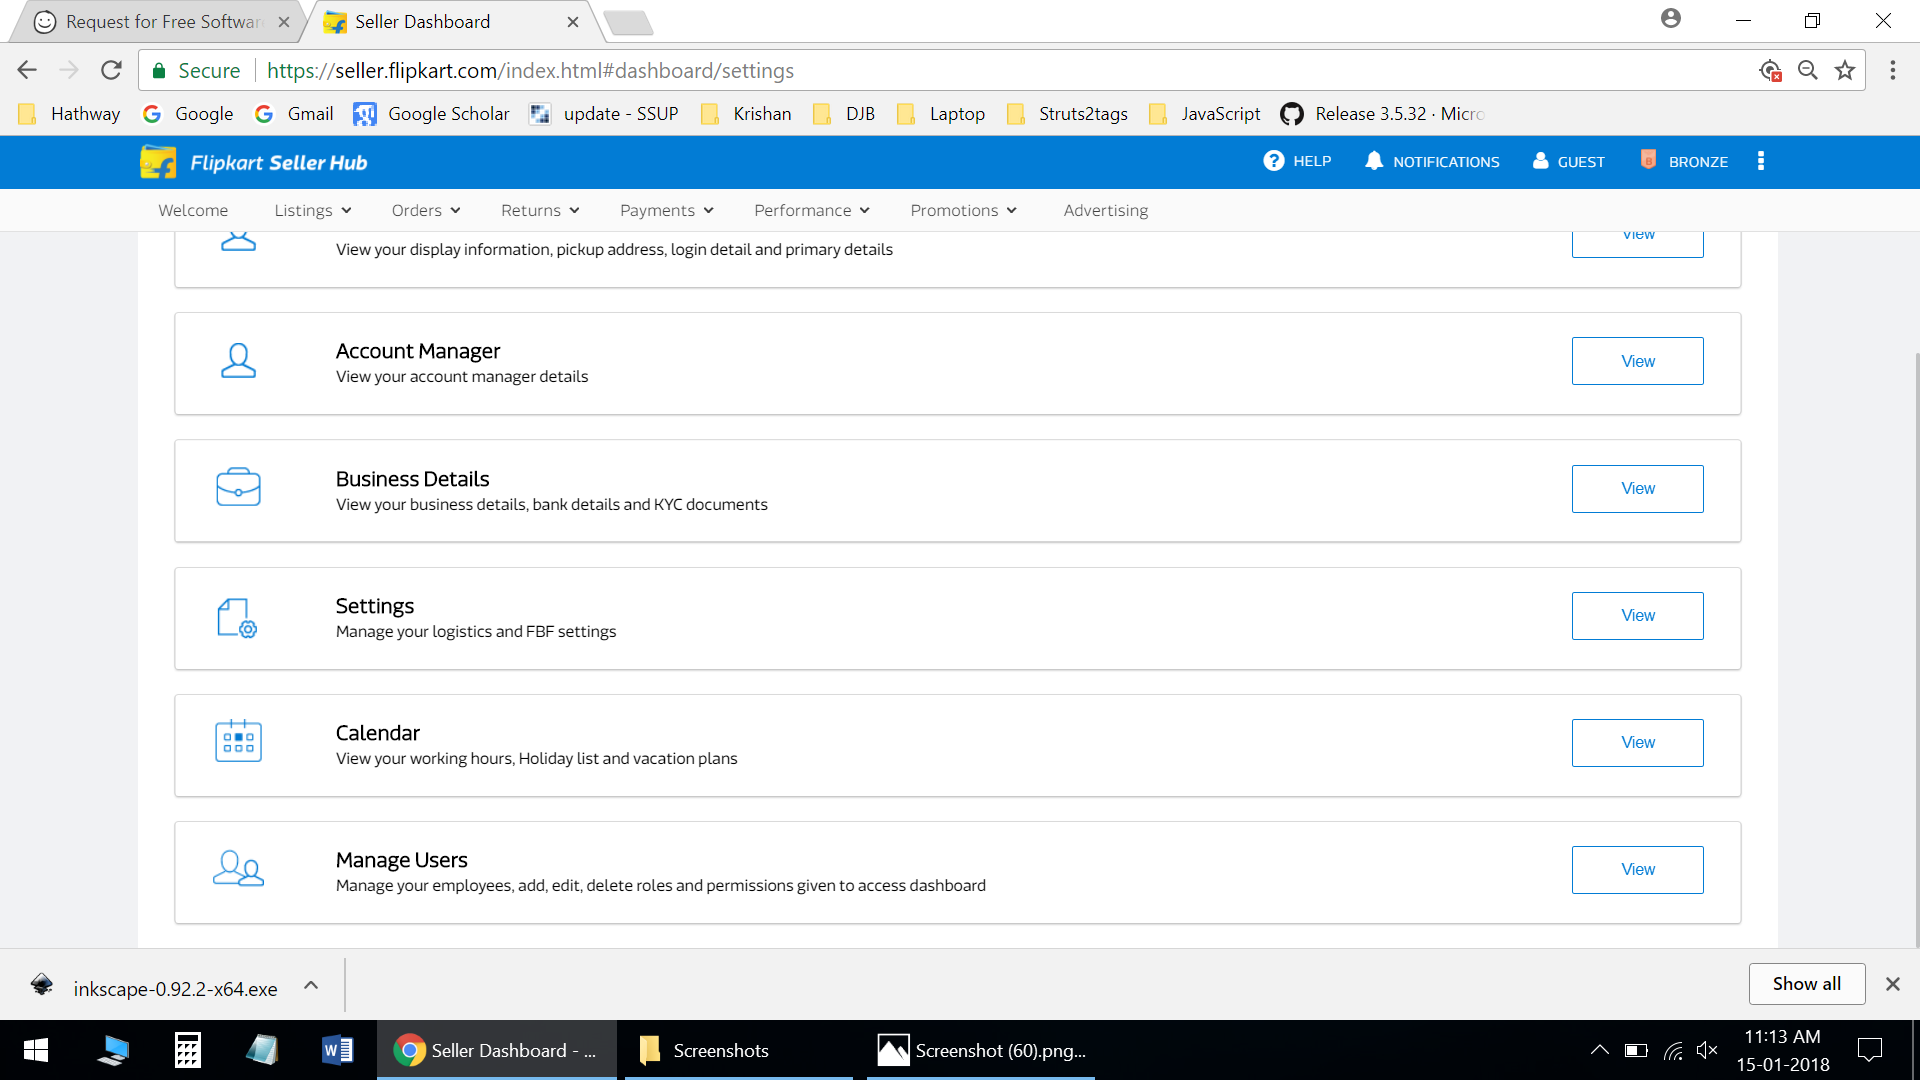 Request for Free Softwar
Seller Dashboard
Secure
https://seller.flipkart.com/index.html#dashboard/settings
Hathway
Google
Gmail
Google Scholar
update - SSUP
Krishan
DJB
Laptop
Struts2tags
JavaScript
Release 3.5.32 · Micro
Flipkart Seller Hub
HELP
NOTIFICATIONS
GUEST
BRONZE
Welcome
Listings
Orders
Returns
Payments
Performance
Promotions
Advertising
View your display information, pickup address, login detail and primary details
View
Account Manager
View your account manager details
View
Business Details
View your business details, bank details and KYC documents
View
Settings
Manage your logistics and FBF settings
View
Calendar
View your working hours, Holiday list and vacation plans
View
Manage Users
Manage your employees, add, edit, delete roles and permissions given to access dashboard
View
inkscape-0.92.2-x64.exe
Show all
Seller Dashboard - ...
Screenshots
Screenshot (60).png...
11:13 AM
15-01-2018